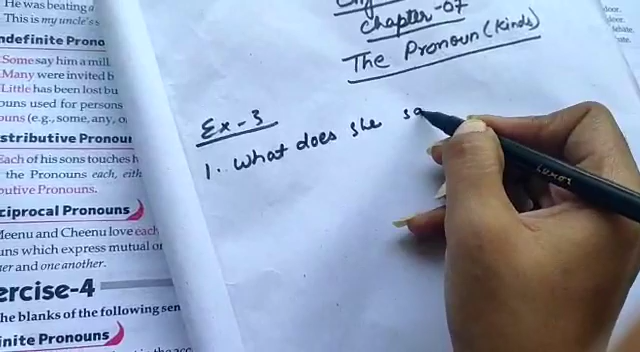 He was beating a
This is my uncle's s
ndefinite Prono
Some say him a mill
Many were invited b
Little has been lost bu
ouns used for persons
ouns (e.g., some, any, o
stributive Pronou
Each of his sons touches h
the Pronouns each, eith
butive Pronouns.
ciprocal Pronouns
Meenu and Cheenu love each
uns which express mutual or
her and one another.
ercise-4
he blanks of the following sen
inite Pronouns
chapter-07
The Pronoun (Kinds)
Ex-3
1. What does she sa
Luxor
door.
debate.